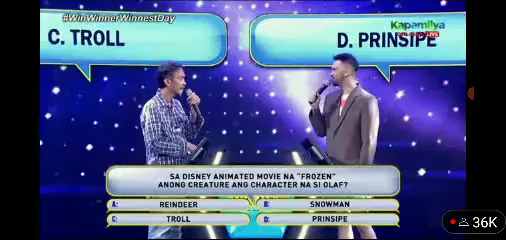 #WinWinnerWinnestDay
Kapamilya
LIVE
C. TROLL
D. PRINSIPE
SA DISNEY ANIMATED MOVIE NA "FROZEN"
ANONG CREATURE ANG CHARACTER NA SI OLAF?
A: REINDEER
B: SNOWMAN
C: TROLL
D: PRINSIPE
36K